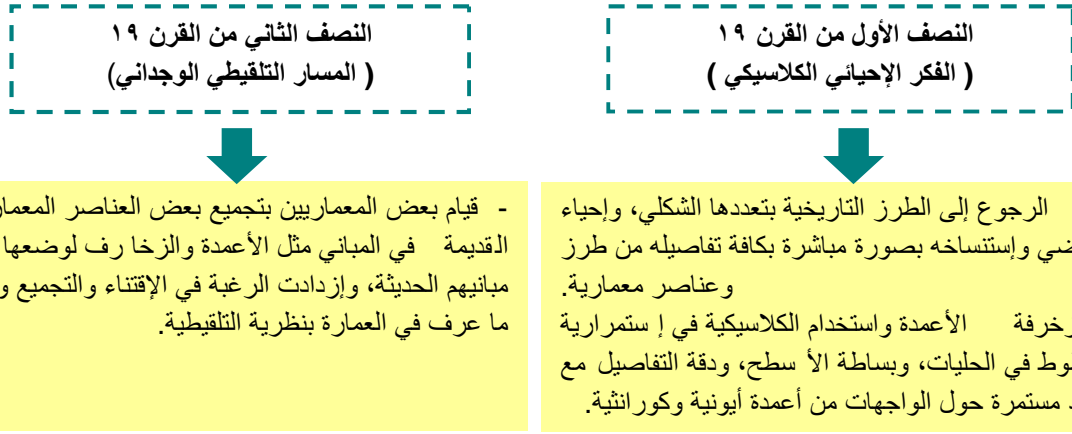 النصف الأول من القرن ١٩
( الفكر الإحيائي الكلاسيكي )
الرجوع إلى الطرز التاريخية بتعددها الشكلي، وإحياء
وإستنساخه بصورة مباشرة بكافة تفاصيله من طرز
وعناصر معمارية.
الأعمدة واستخدام الكلاسيكية في إ ستمرارية
في الحليات، وبساطة الأ سطح، ودقة التفاصيل مع
مستمرة حول الواجهات من أعمدة أيونية وكورانثية.
النصف الثاني من القرن ١٩
( المسار التلقيطي الوجداني)
- قيام بعض المعماريين بتجميع بعض العناصر
القديمة في المباني مثل الأعمدة والزخا رف لوضعها
مبانيهم الحديثة، وإزدادت الرغبة في الإقتناء والتجميع
ما عرف في العمارة بنظرية التلقيطية.